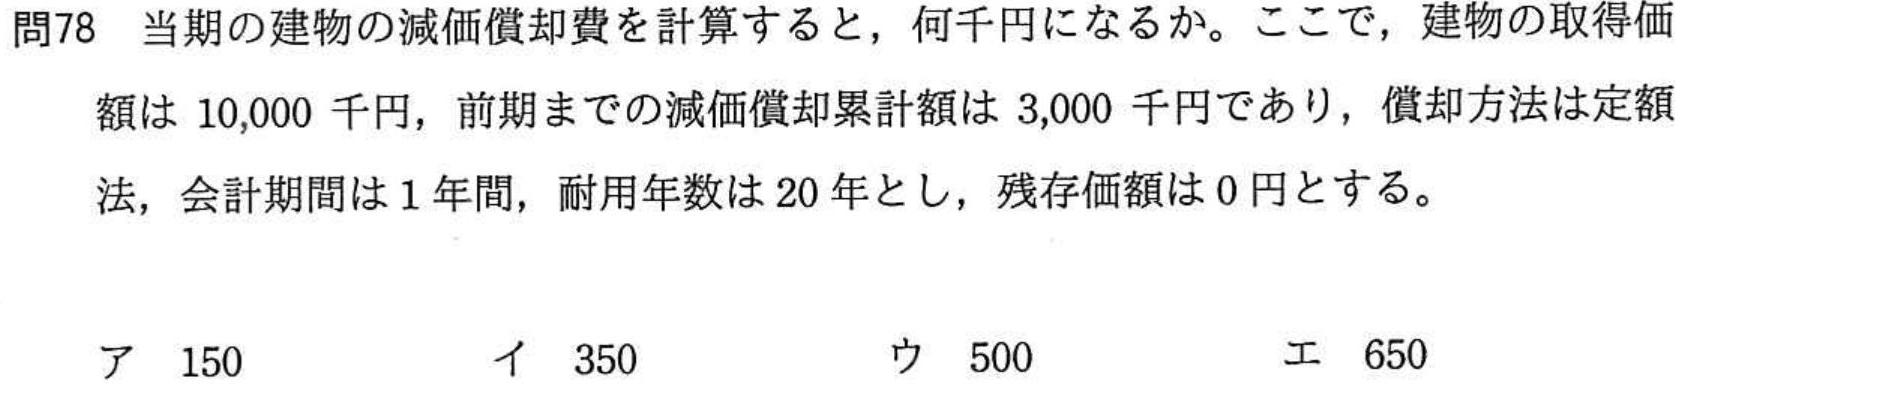 問78 当期の建物の減価償却費を計算すると，何千円になるか。ここで，建物の取得価
額は 10,000 千円，前期までの減価償却累計額は 3,000 千円であり，償却方法は定額
法，会計期間は 1 年間，耐用年数は 20 年とし，残存価額は 0 円とする。
ア 150 イ 350 ウ 500 エ 650